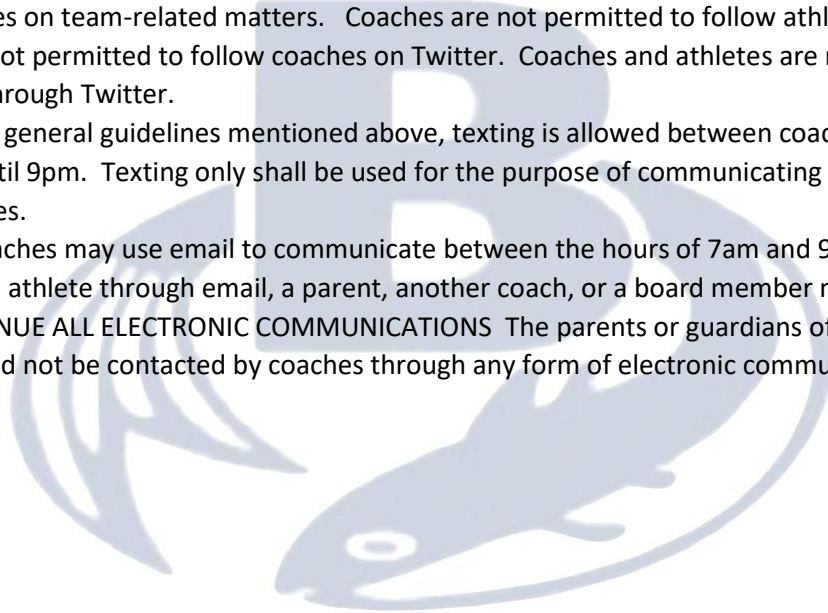 es on team-related matters. Coaches are not permitted to follow athl
ot permitted to follow coaches on Twitter. Coaches and athletes are
hrough Twitter.
general guidelines mentioned above, texting is allowed between coac
til 9pm. Texting only shall be used for the purpose of communicating
es.
aches may use email to communicate between the hours of 7am and 9
athlete through email, a parent, another coach, or a board member
NUE ALL ELECTRONIC COMMUNICATIONS The parents or guardians of
d not be contacted by coaches through any form of electronic commu
B